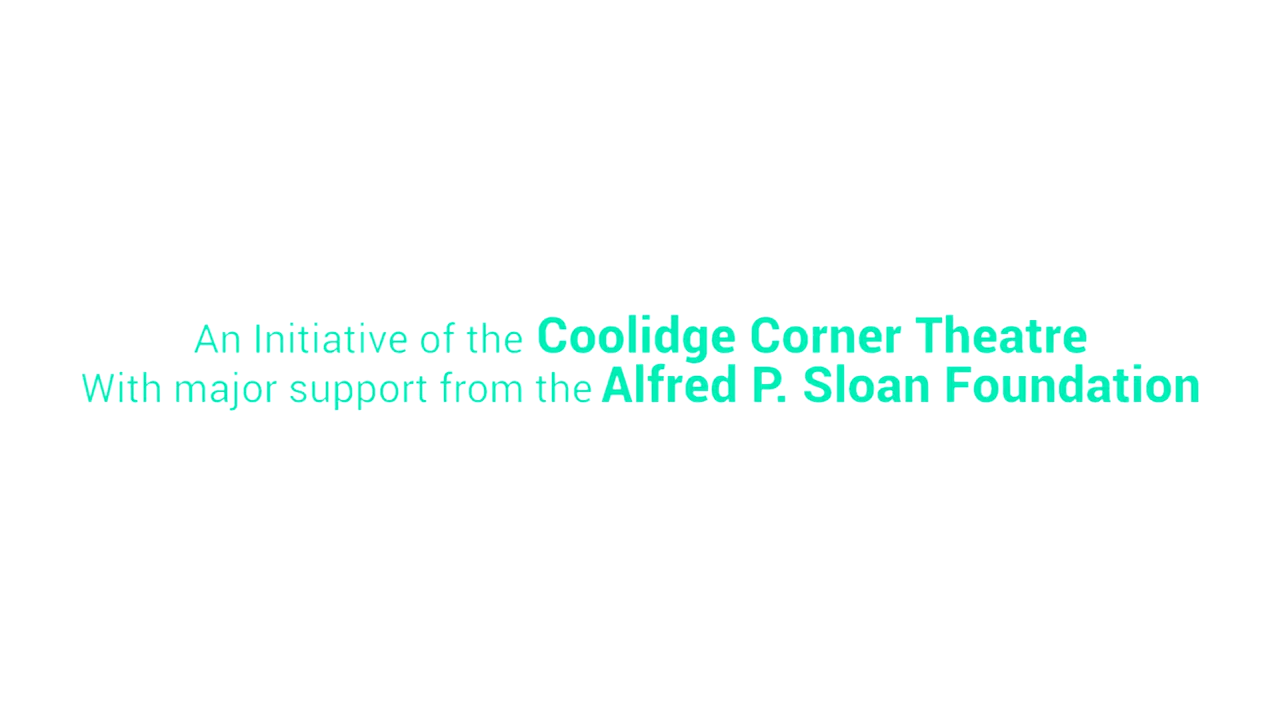 An Initiative of the Coolidge Corner Theatre
With major support from the Alfred P. Sloan Foundation